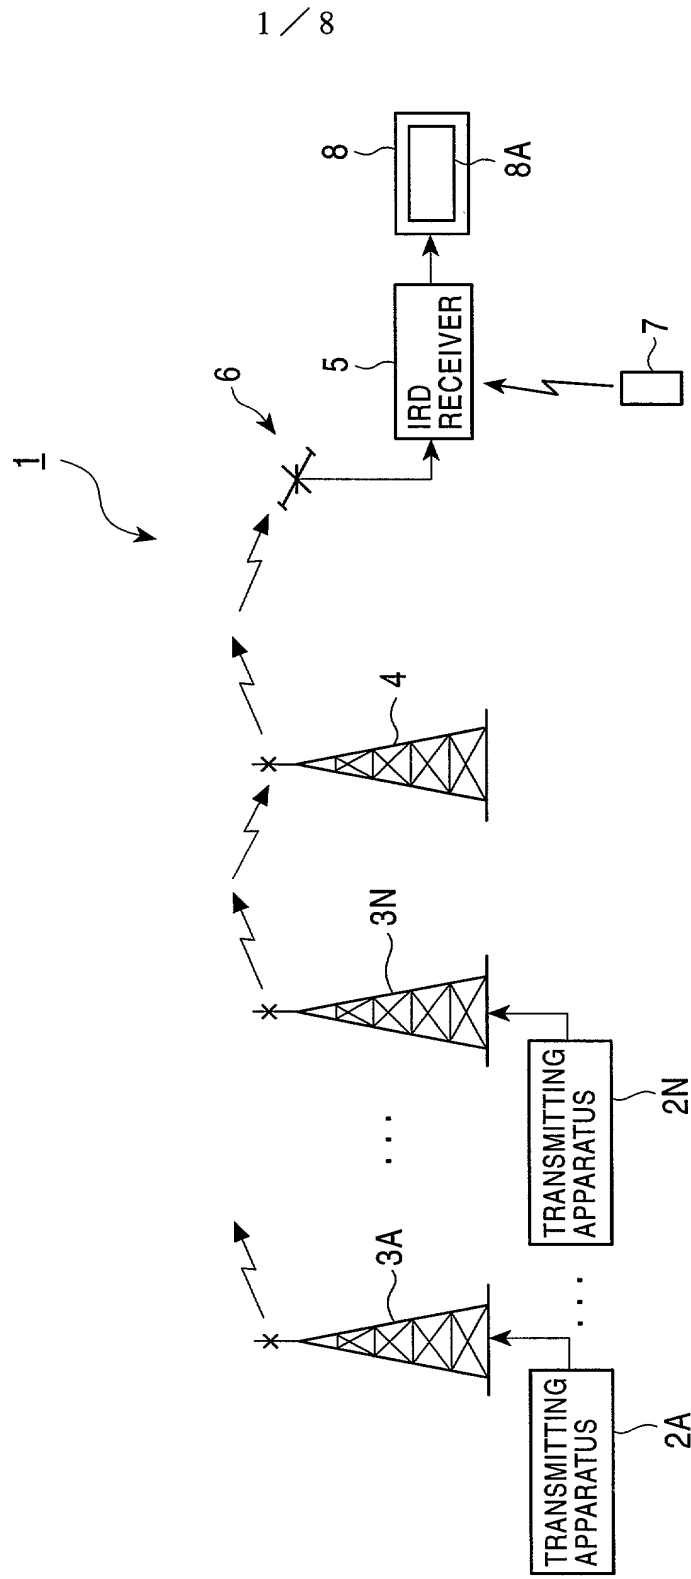 1／8
1
6
5
IRD
RECEIVER
8
8A
7
4
3N
3A
TRANSMITTING
APPARATUS
2N
...
...
TRANSMITTING
APPARATUS
2A